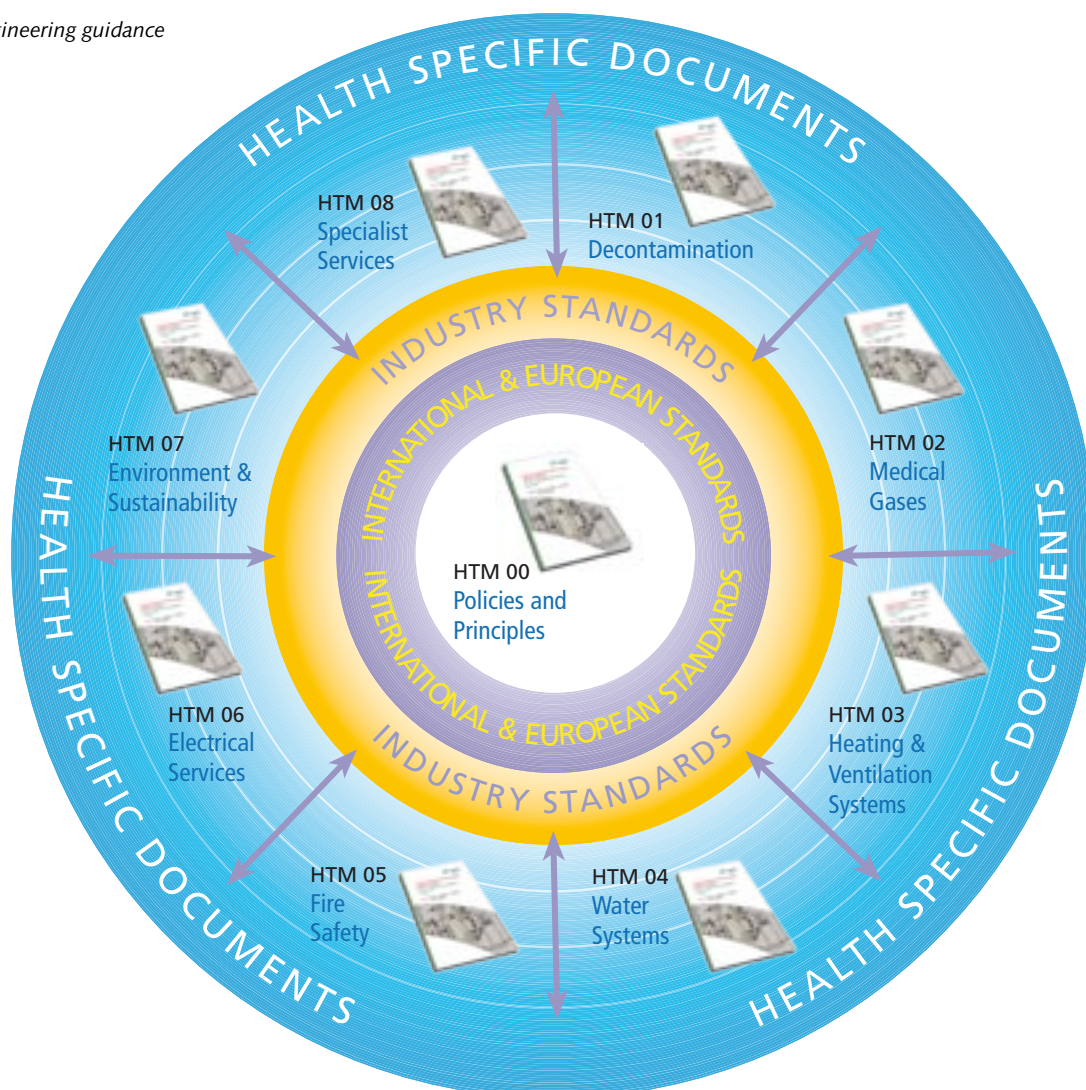 ineering guidance
HEALTH SPECIFIC DOCUMENTS
HTM 08
Specialist
Services
HTM 01
Decontamination
INDUSTRY STANDARDS
INTERNATIONAL & EUROPEAN STANDARDS
HTM 07
Environment &
Sustainability
HTM 02
Medical
Gases
HTM 00
Policies and
Principles
HEALTH SPECIFIC DOCUMENTS
HEALTH SPECIFIC DOCUMENTS
INTERNATIONAL & EUROPEAN STANDARDS
INDUSTRY STANDARDS
HTM 06
Electrical
Services
HTM 03
Heating &
Ventilation
Systems
HTM 05
Fire
Safety
HTM 04
Water
Systems